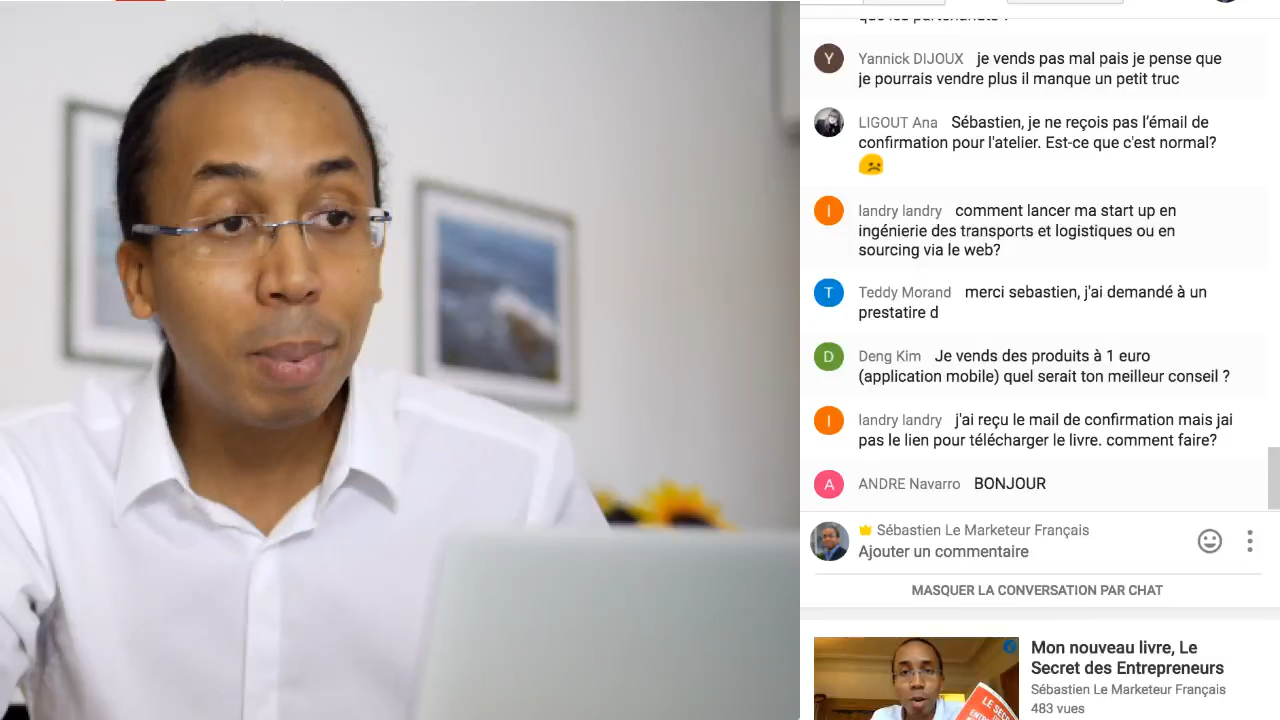 que les partenariats ?
Y
Yannick DIJOUX je vends pas mal pais je pense que
je pourrais vendre plus il manque un petit truc
LIGOUT Ana Sébastien, je ne reçois pas l’émail de
confirmation pour l'atelier. Est-ce que c'est normal?
l
landry landry comment lancer ma start up en
ingénierie des transports et logistiques ou en
sourcing via le web?
T
Teddy Morand merci sebastien, j'ai demandé à un
prestatire d
D
Deng Kim Je vends des produits à 1 euro
(application mobile) quel serait ton meilleur conseil ?
l
landry landry j'ai reçu le mail de confirmation mais jai
pas le lien pour télécharger le livre. comment faire?
A
ANDRE Navarro BONJOUR
Sébastien Le Marketeur Français
Ajouter un commentaire
MASQUER LA CONVERSATION PAR CHAT
Mon nouveau livre, Le
Secret des Entrepreneurs
Sébastien Le Marketeur Français
483 vues
LE SEC